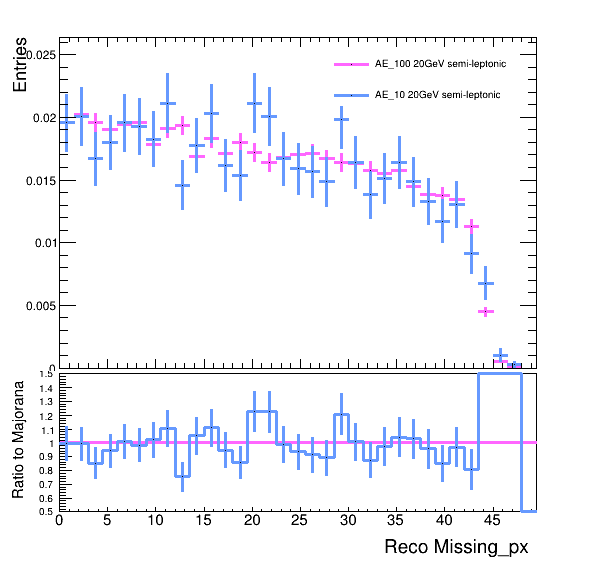 Entries
0.025
0.02
0.015
0.01
0.005
0
AE_100 20GeV semi-leptonic
AE_10 20GeV semi-leptonic
Ratio to Majorana
1.5
1.4
1.3
1.2
1.1
1
0.9
0.8
0.7
0.6
0.5
0 5 10 15 20 25 30 35 40 45
Reco Missing_px